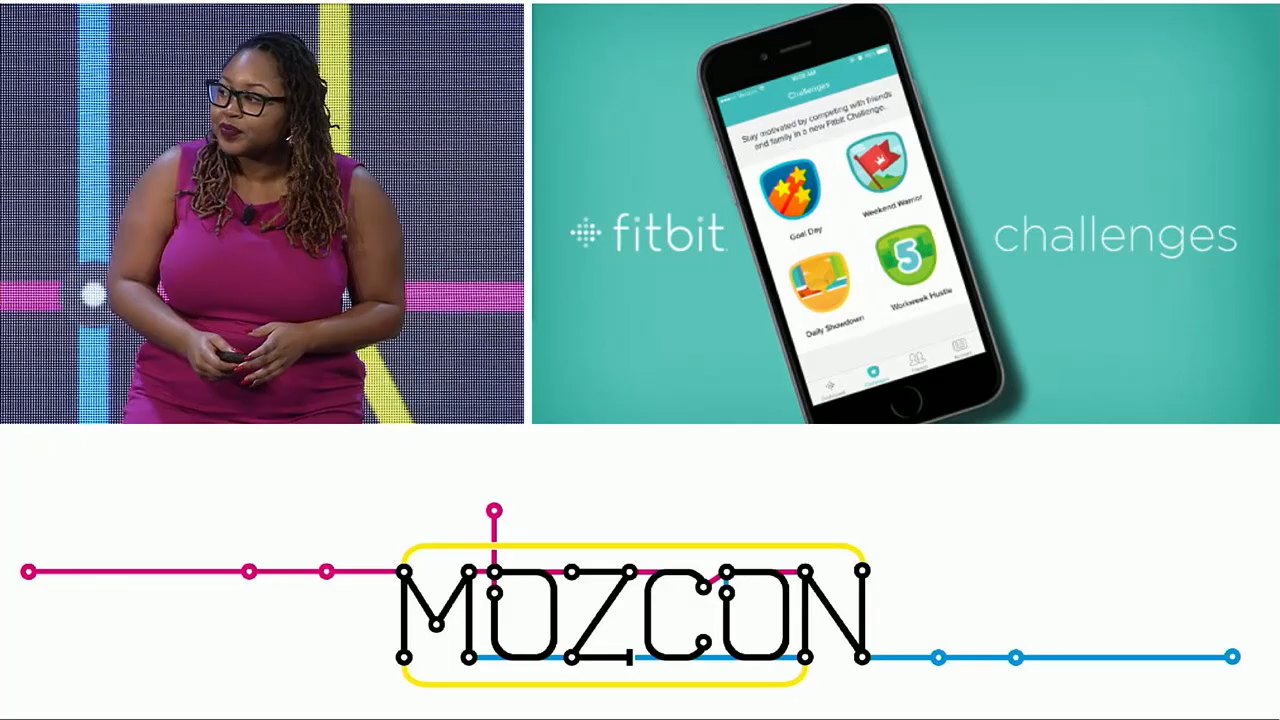 Challenges
Stay motivated by competing with friends
and family in a new Fitbit Challenge.
Goal Day
Weekend Warrior
Daily Showdown
Workweek Hustle
5
fitbit
challenges
MOZCON